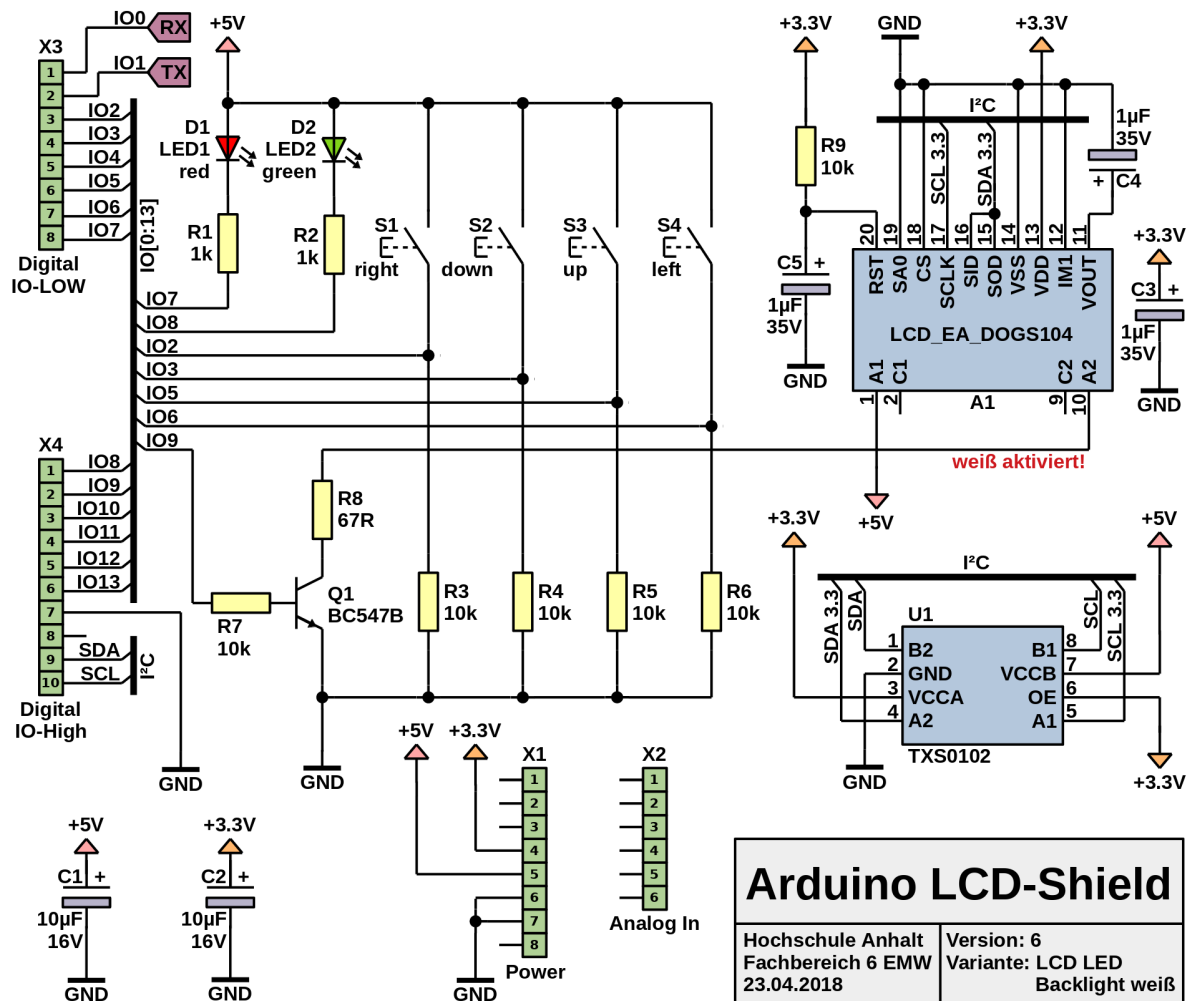 IO0
RX
X3
IO1
TX
1
2
3
4
5
6
7
8
IO2
IO3
IO4
IO5
IO6
IO7
Digital
IO-LOW
IO[0:13]
+5V
D1
LED1
red
D2
LED2
green
R1
1k
R2
1k
S1
right
S2
down
S3
up
S4
left
IO7
IO8
IO2
IO3
IO5
IO6
IO9
X4
1
2
3
4
5
6
7
8
9
10
IO8
IO9
IO10
IO11
IO12
IO13
SDA
SCL
I²C
Digital
IO-High
GND
R8
67R
Q1
BC547B
R7
10k
R3
10k
R4
10k
R5
10k
R6
10k
GND
+3.3V
GND
+3.3V
I²C
SCL 3.3
SDA 3.3
1µF
35V
+ C4
R9
10k
20
19
18
17
16
15
14
13
12
11
RST
SA0
CS
SCLK
SID
SOD
VSS
VDD
IM1
VOUT
LCD_EA_DOGS104
A1
C1
C2
A2
1
2
9
10
A1
C5 +
1µF
35V
GND
+3.3V
C3 +
1µF
35V
GND
weiß aktiviert!
+5V
+3.3V
+5V
I²C
SDA 3.3
SDA
SCL
SCL 3.3
U1
1
2
3
4
B2
GND
VCCA
A2
B1
VCCB
OE
A1
8
7
6
5
TXS0102
GND
+3.3V
+5V
+3.3V
X1
1
2
3
4
5
6
7
8
Power
GND
X2
1
2
3
4
5
6
Analog In
+5V
C1 +
10µF
16V
GND
+3.3V
C2 +
10µF
16V
GND
Arduino LCD-Shield
Hochschule Anhalt
Fachbereich 6 EMW
23.04.2018
Version: 6
Variante: LCD LED
Backlight weiß